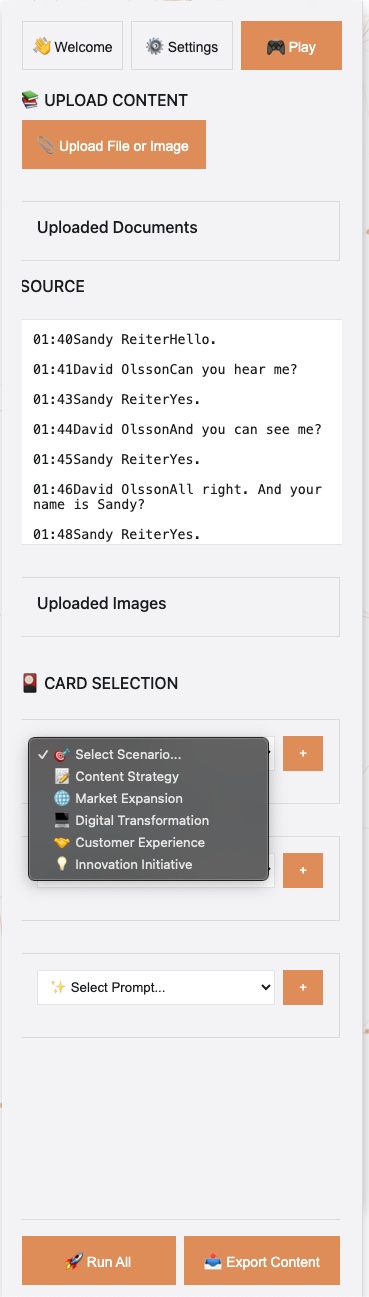 👋 Welcome
⚙️ Settings
🎮 Play
📚 UPLOAD CONTENT
📎 Upload File or Image
Uploaded Documents
SOURCE
01:40Sandy ReiterHello.
01:41David OlssonCan you hear me?
01:43Sandy ReiterYes.
01:44David OlssonAnd you can see me?
01:45Sandy ReiterYes.
01:46David OlssonAll right. And your
name is Sandy?
01:48Sandy ReiterYes.
Uploaded Images
🎴 CARD SELECTION
✓ 🎯 Select Scenario...
📝 Content Strategy
🌐 Market Expansion
💻 Digital Transformation
🤝 Customer Experience
💡 Innovation Initiative
+
+
✨ Select Prompt...
+
🚀 Run All
📤 Export Content